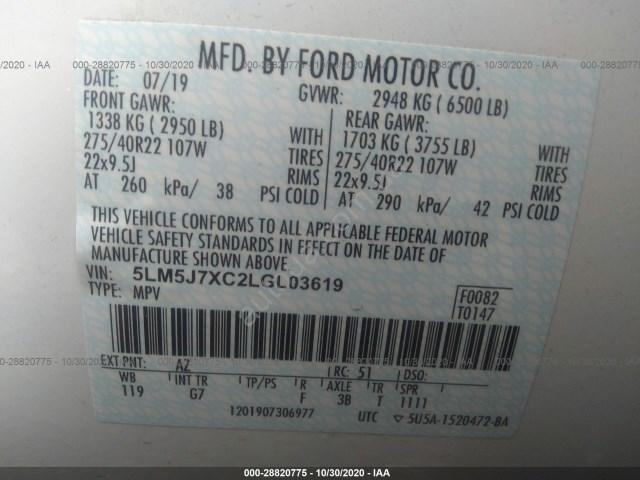 10/30/2020 - IAA
000-28820775 - 10/30/2020 - IAA
000-28820775 - 10/30/2020 - IAA
000-28820775
MFD. BY FORD MOTOR CO.
DATE: 07/19
GVWR: 2948 KG ( 6500 LB)
FRONT GAWR:
1338 KG ( 2950 LB) WITH
275/40R22 107W TIRES
22x9.5J RIMS
AT 260 kPa/ 38 PSI COLD
REAR GAWR:
1703 KG ( 3755 LB) WITH
275/40R22 107W TIRES
22x9.5J RIMS
AT 290 kPa/ 42 PSI COLD
THIS VEHICLE CONFORMS TO ALL APPLICABLE FEDERAL MOTOR
VEHICLE SAFETY STANDARDS IN EFFECT ON THE DATE OF
MANUFACTURE SHOWN ABOVE.
VIN: 5LM5J7XC2LGL03619
TYPE: MPV
F0082
T0147
EXT PNT: AZ RC: 51 DSO:
WB INT TR TP/PS R AXLE TR SPR
119 G7 F 3B T 1111
1201907306977 UTC ▽ 5U5A-1520472-BA
000-28820775 - 10/30/2020 - IAA